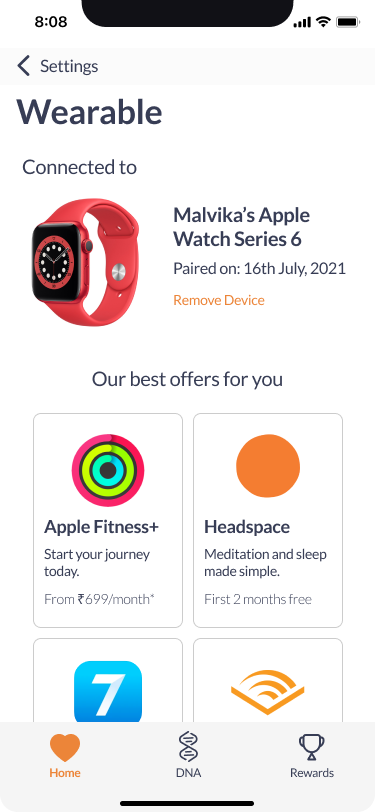 8:08
Settings
Wearable
Connected to
Malvika’s Apple
Watch Series 6
Paired on: 16th July, 2021
Remove Device
Our best offers for you
Apple Fitness+
Start your journey
today.
From ₹699/month*
Headspace
Meditation and sleep
made simple.
First 2 months free
7
Home
DNA
Rewards